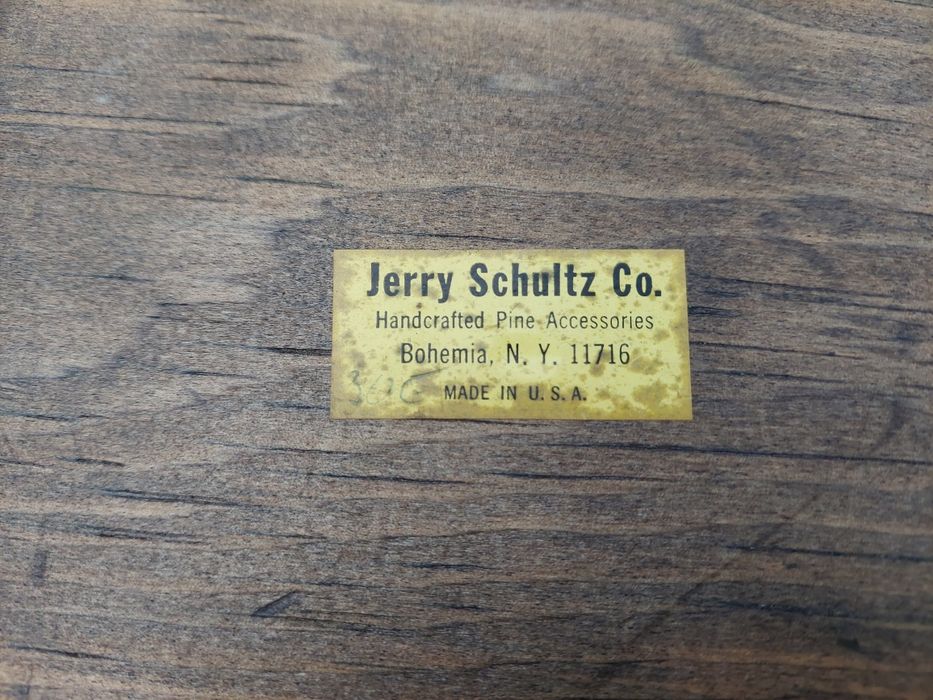 Jerry Schultz Co.
Handcrafted Pine Accessories
Bohemia, N. Y. 11716
MADE IN U. S. A.